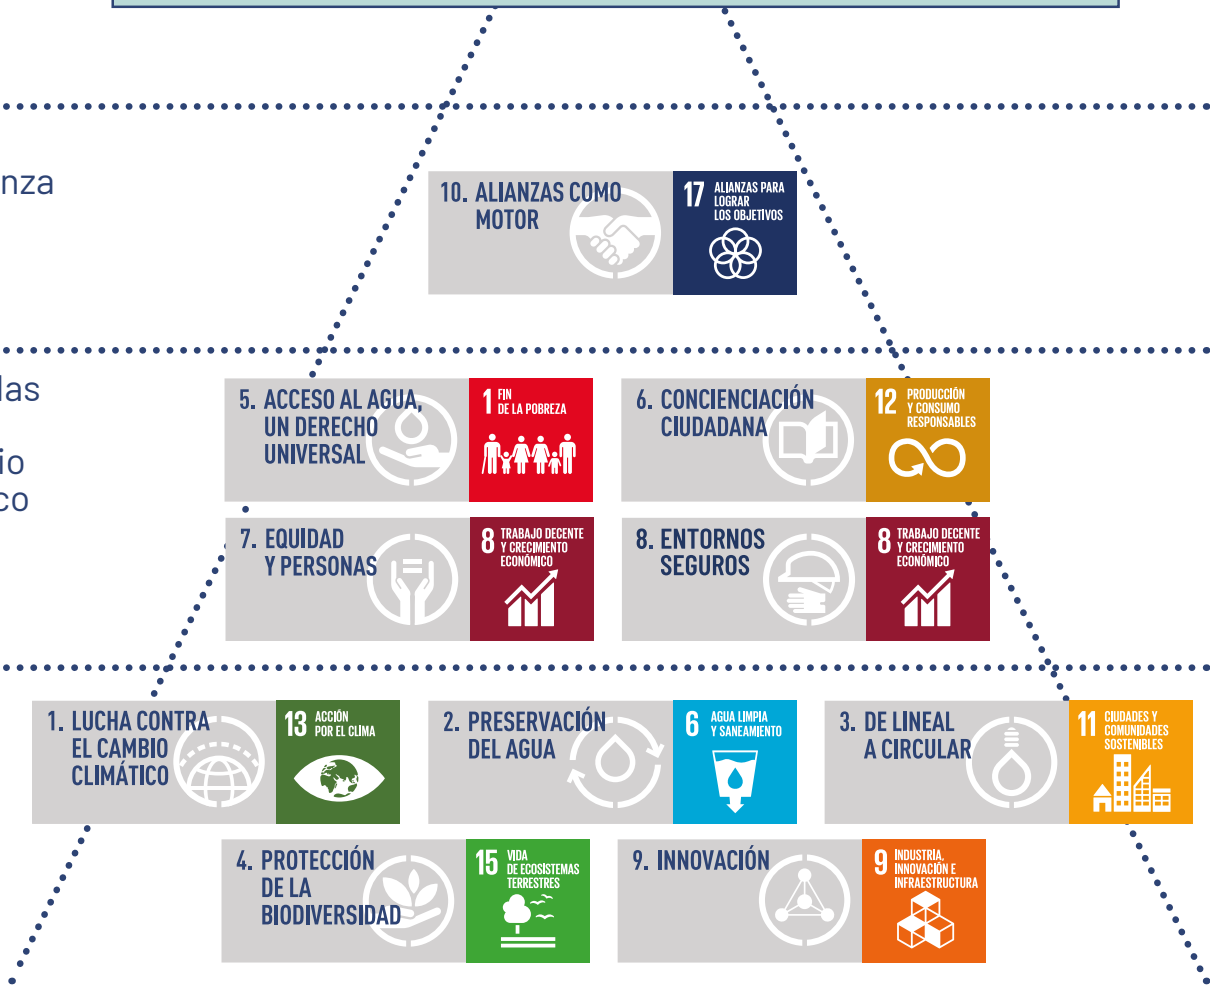 nza
10. ALIANZAS COMO
MOTOR
17 ALIANZAS PARA
LOGRAR
LOS OBJETIVOS
las
io
co
5. ACCESO AL AGUA,
UN DERECHO
UNIVERSAL
1 FIN
DE LA POBREZA
6. CONCIENCIACIÓN
CIUDADANA
12 PRODUCCIÓN
Y CONSUMO
RESPONSABLES
7. EQUIDAD
Y PERSONAS
8 TRABAJO DECENTE
Y CRECIMIENTO
ECONÓMICO
8. ENTORNOS
SEGUROS
8 TRABAJO DECENTE
Y CRECIMIENTO
ECONÓMICO
1. LUCHA CONTRA
EL CAMBIO
CLIMÁTICO
13 ACCIÓN
POR EL CLIMA
2. PRESERVACIÓN
DEL AGUA
6 AGUA LIMPIA
Y SANEAMIENTO
3. DE LINEAL
A CIRCULAR
11 CIUDADES Y
COMUNIDADES
SOSTENIBLES
4. PROTECCIÓN
DE LA
BIODIVERSIDAD
15 VIDA
DE ECOSISTEMAS
TERRESTRES
9. INNOVACIÓN
9 INDUSTRIA,
INNOVACIÓN E
INFRAESTRUCTURA